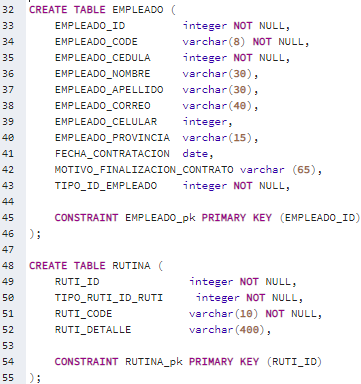 32 CREATE TABLE EMPLEADO (
33 EMPLEADO_ID integer NOT NULL,
34 EMPLEADO_CODE varchar(8) NOT NULL,
35 EMPLEADO_CEDULA integer NOT NULL,
36 EMPLEADO_NOMBRE varchar(30),
37 EMPLEADO_APELLIDO varchar(30),
38 EMPLEADO_CORREO varchar(40),
39 EMPLEADO_CELULAR integer,
40 EMPLEADO_PROVINCIA varchar(15),
41 FECHA_CONTRATACION date,
42 MOTIVO_FINALIZACION_CONTRATO varchar (65),
43 TIPO_ID_EMPLEADO integer NOT NULL,
44
45 CONSTRAINT EMPLEADO_pk PRIMARY KEY (EMPLEADO_ID)
46 );
47
48 CREATE TABLE RUTINA (
49 RUTI_ID integer NOT NULL,
50 TIPO_RUTI_ID_RUTI integer NOT NULL,
51 RUTI_CODE varchar(10) NOT NULL,
52 RUTI_DETALLE varchar(400),
53
54 CONSTRAINT RUTINA_pk PRIMARY KEY (RUTI_ID)
55 );